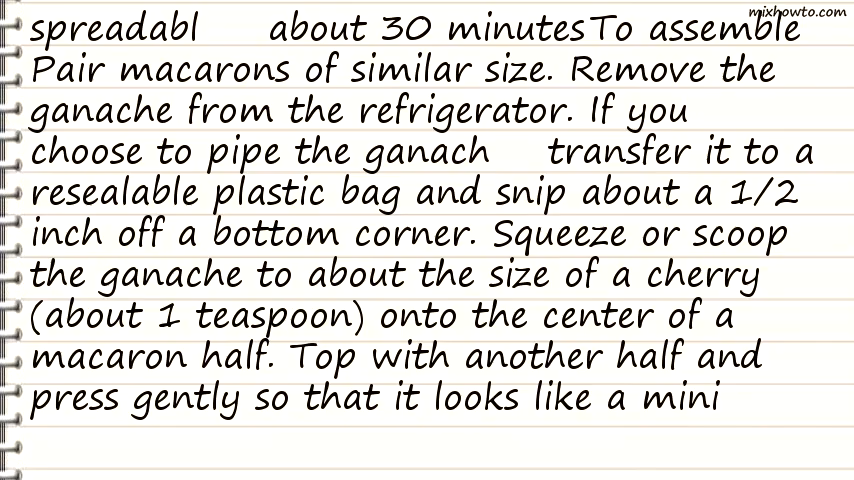 mixhowto.com
spreadabl about 30 minutesTo assemble
Pair macarons of similar size. Remove the
ganache from the refrigerator. If you
choose to pipe the ganach transfer it to a
resealable plastic bag and snip about a 1/2
inch off a bottom corner. Squeeze or scoop
the ganache to about the size of a cherry
(about 1 teaspoon) onto the center of a
macaron half. Top with another half and
press gently so that it looks like a mini